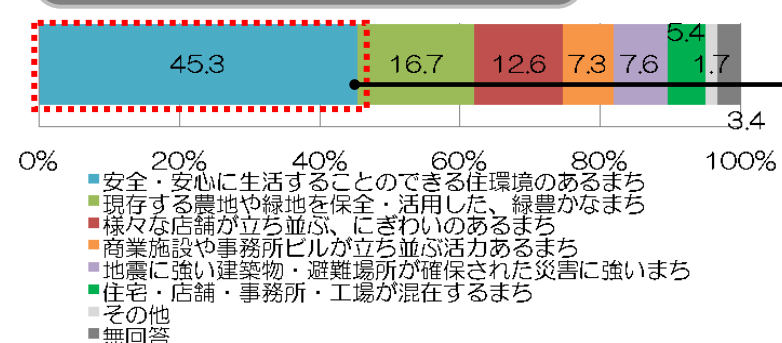 5.4
45.3 16.7 12.6 7.3 7.6 1.7
3.4
0% 20% 40% 60% 80% 100%
安全・安心に生活することのできる住環境のあるまち
現存する農地や緑地を保全・活用した、緑豊かなまち
様々な店舗が立ち並ぶ、にぎわいのあるまち
商業施設や事務所ビルが立ち並ぶ活力あるまち
地震に強い建築物・避難場所が確保された災害に強いまち
住宅・店舗・事務所・工場が混在するまち
その他
無回答